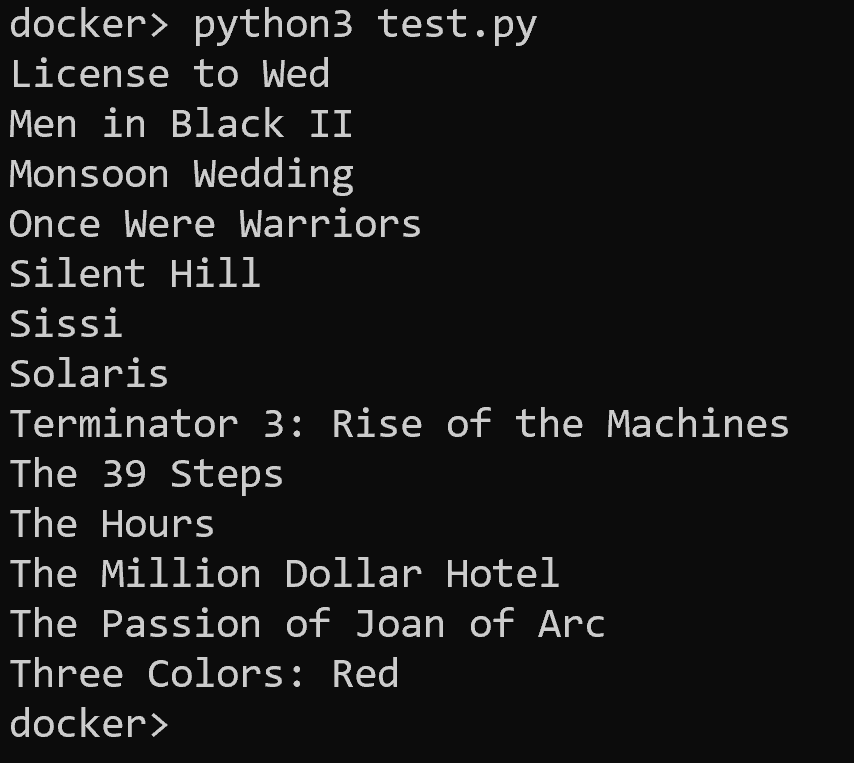 docker> python3 test.py
License to Wed
Men in Black II
Monsoon Wedding
Once Were Warriors
Silent Hill
Sissi
Solaris
Terminator 3: Rise of the Machines
The 39 Steps
The Hours
The Million Dollar Hotel
The Passion of Joan of Arc
Three Colors: Red
docker>